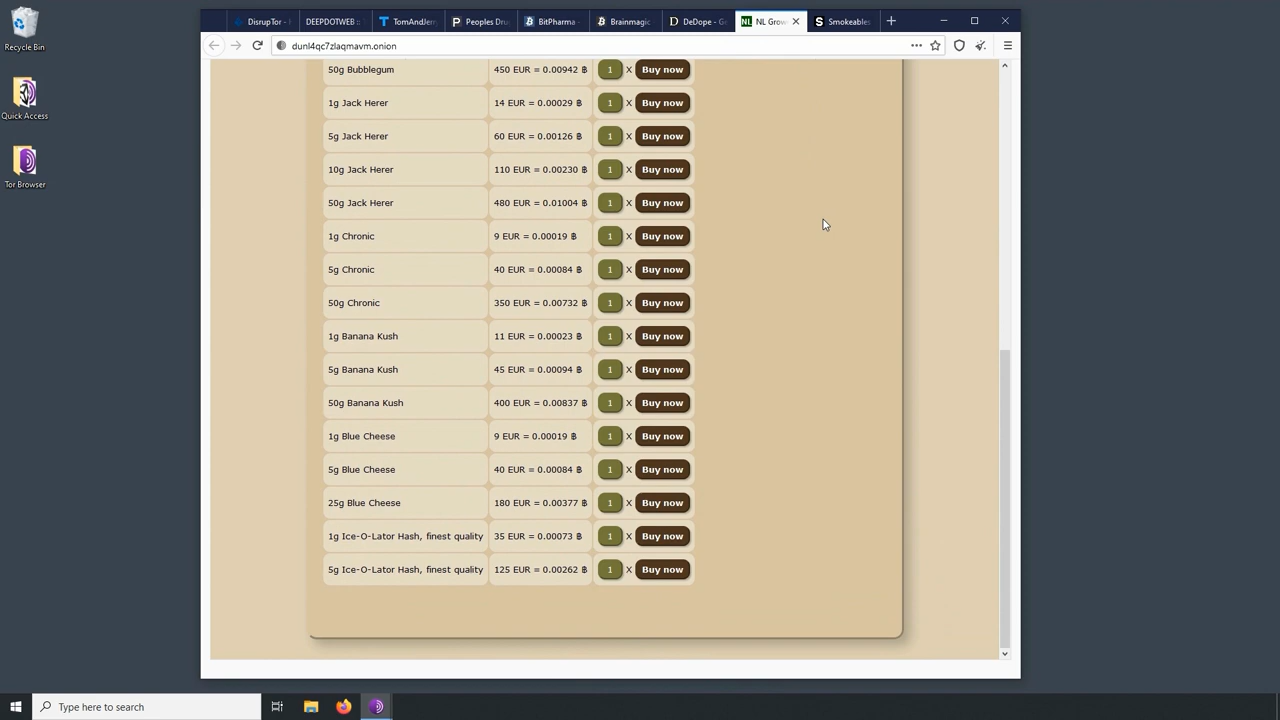 DisrupTor -
DEEPDOTWEB ::
TomAndJerr
Peoples Dru
BitPharma -
Brainmagic
DeDope - Go
NL Grow
Smokeables
Recycle Bin
dunl4qc7zlaqmavm.onion
50g Bubblegum 450 EUR = 0.00942 ฿ 1 X Buy now
1g Jack Herer 14 EUR = 0.00029 ฿ 1 X Buy now
Quick Access
5g Jack Herer 60 EUR = 0.00126 ฿ 1 X Buy now
10g Jack Herer 110 EUR = 0.00230 ฿ 1 X Buy now
Tor Browser
50g Jack Herer 480 EUR = 0.01004 ฿ 1 X Buy now
1g Chronic 9 EUR = 0.00019 ฿ 1 X Buy now
5g Chronic 40 EUR = 0.00084 ฿ 1 X Buy now
50g Chronic 350 EUR = 0.00732 ฿ 1 X Buy now
1g Banana Kush 11 EUR = 0.00023 ฿ 1 X Buy now
5g Banana Kush 45 EUR = 0.00094 ฿ 1 X Buy now
50g Banana Kush 400 EUR = 0.00837 ฿ 1 X Buy now
1g Blue Cheese 9 EUR = 0.00019 ฿ 1 X Buy now
5g Blue Cheese 40 EUR = 0.00084 ฿ 1 X Buy now
25g Blue Cheese 180 EUR = 0.00377 ฿ 1 X Buy now
1g Ice-O-Lator Hash, finest quality 35 EUR = 0.00073 ฿ 1 X Buy now
5g Ice-O-Lator Hash, finest quality 125 EUR = 0.00262 ฿ 1 X Buy now
Type here to search